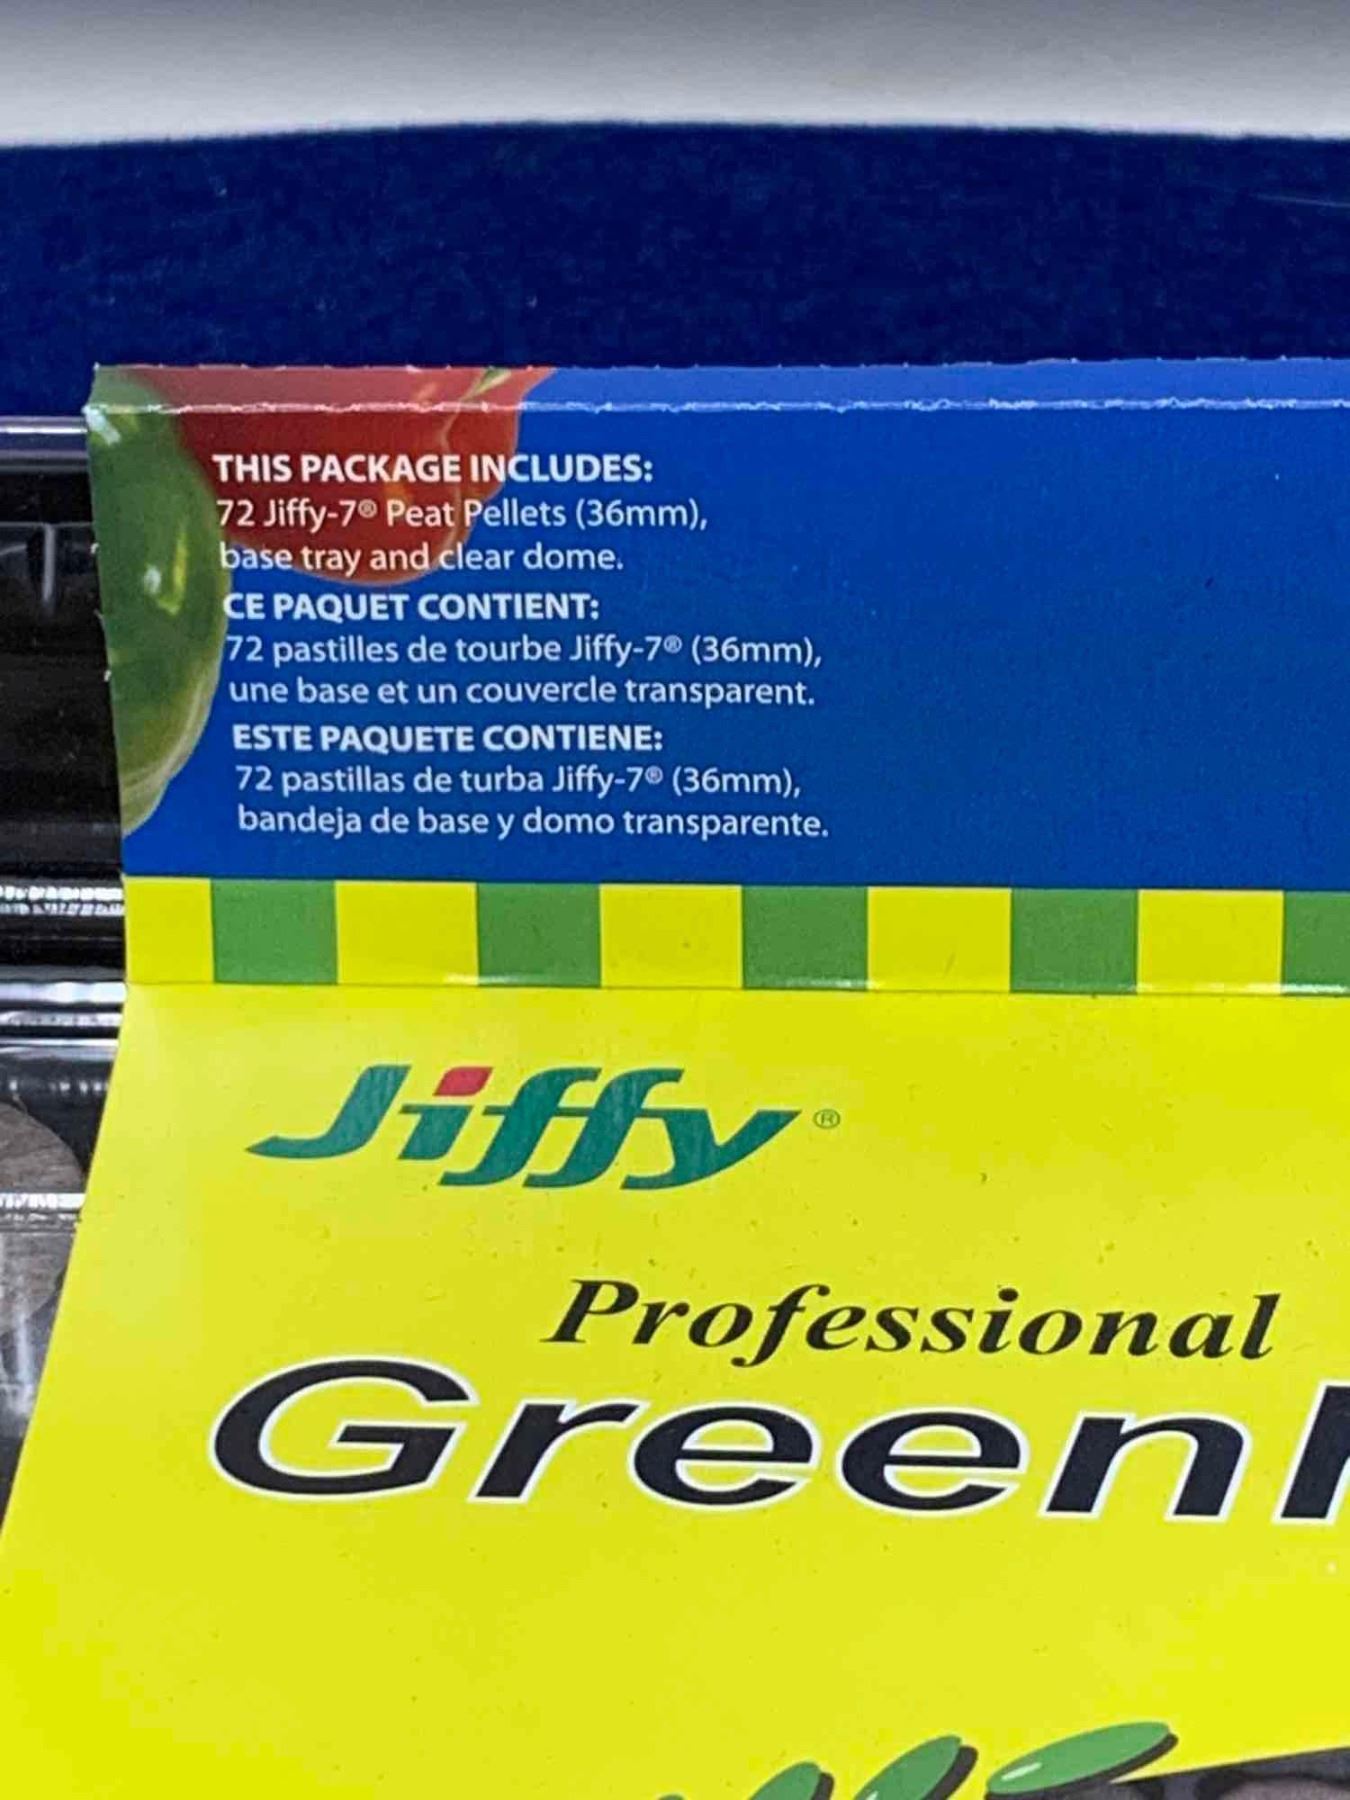 THIS PACKAGE INCLUDES:
72 Jiffy-7® Peat Pellets (36mm),
base tray and clear dome.
CE PAQUET CONTIENT:
72 pastilles de tourbe Jiffy-7® (36mm),
une base et un couvercle transparent.
ESTE PAQUETE CONTIENE:
72 pastillas de turba Jiffy-7® (36mm),
bandeja de base y domo transparente.
Jiffy®
Professional